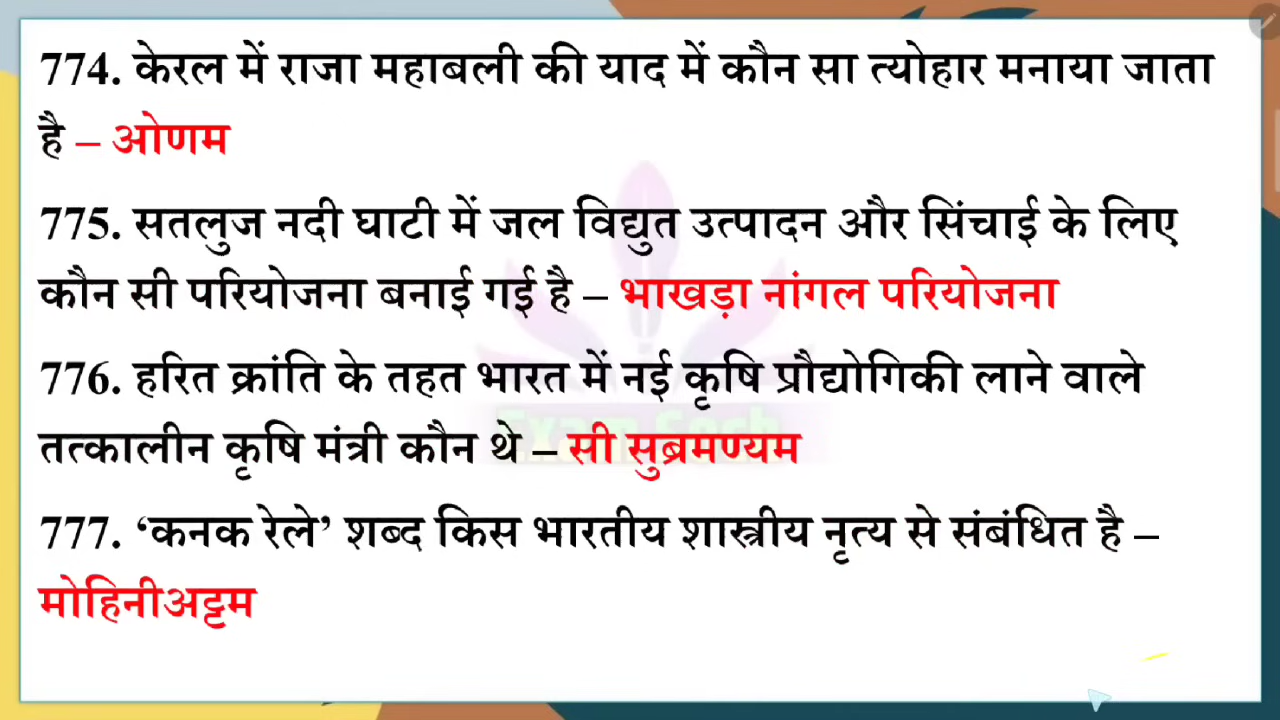 774. केरल में राजा महाबली की याद में कौन सा त्योहार मनाया जाता
है – ओणम
775. सतलुज नदी घाटी में जल विद्युत उत्पादन और सिंचाई के लिए
कौन सी परियोजना बनाई गई है – भाखड़ा नांगल परियोजना
776. हरित क्रांति के तहत भारत में नई कृषि प्रौद्योगिकी लाने वाले
तत्कालीन कृषि मंत्री कौन थे – सी सुब्रमण्यम
777. ‘कनक रेले’ शब्द किस भारतीय शास्त्रीय नृत्य से संबंधित है –
मोहिनीअट्टम